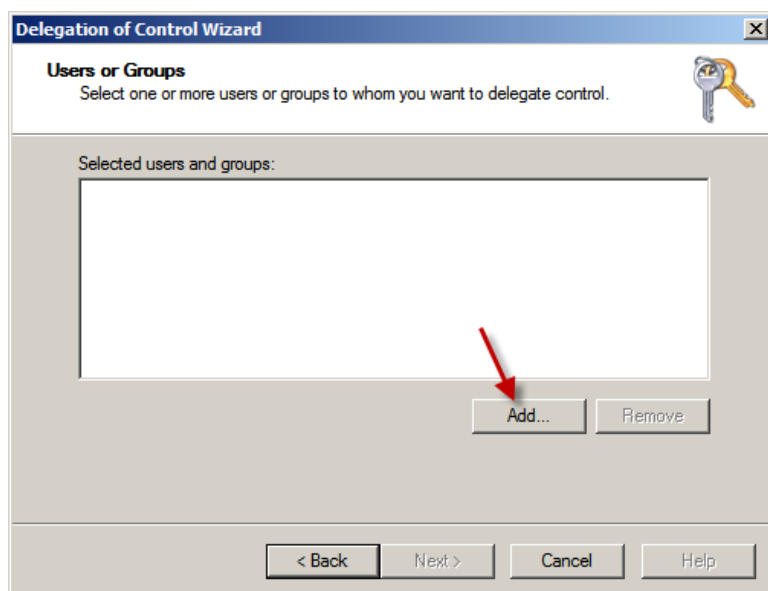 Delegation of Control Wizard
Users or Groups
Select one or more users or groups to whom you want to delegate control.
Selected users and groups:
Add... Remove
< Back Next > Cancel Help